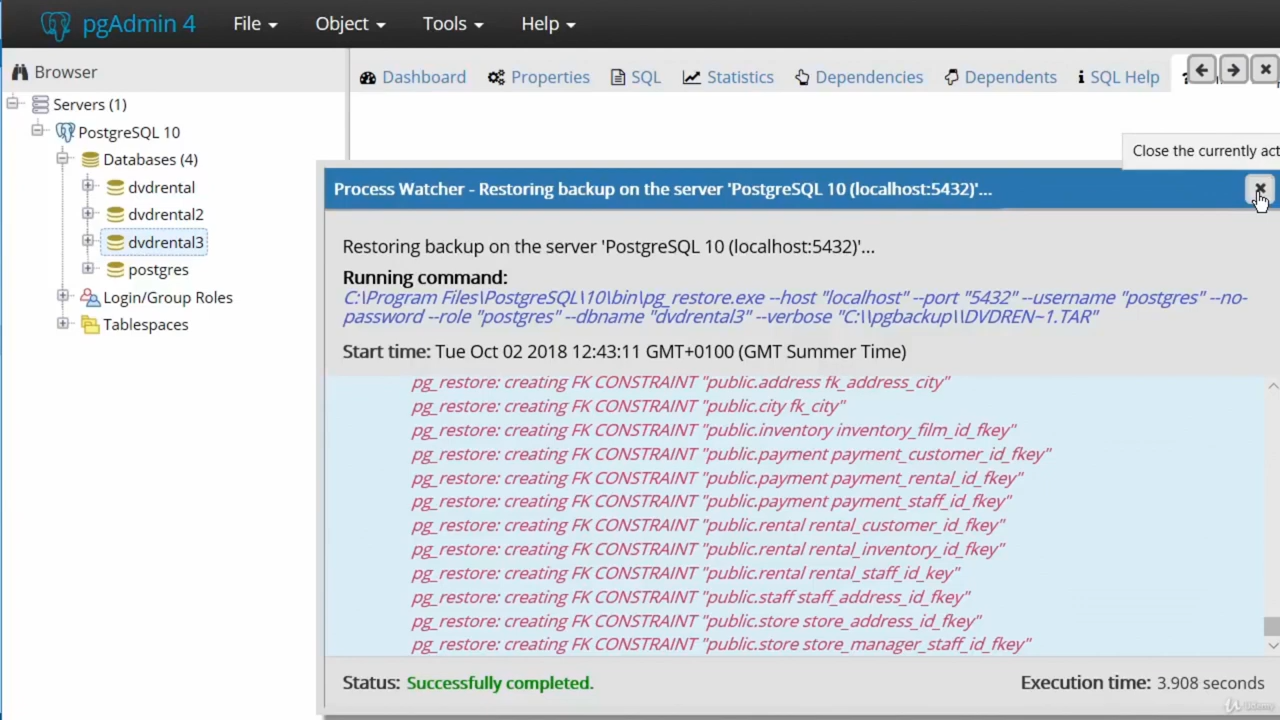 pgAdmin 4 File Object Tools Help
Browser
Dashboard Properties SQL Statistics Dependencies Dependents SQL Help
Servers (1)
PostgreSQL 10
Databases (4)
dvdrental
dvdrental2
dvdrental3
postgres
Login/Group Roles
Tablespaces
Close the currently act
Process Watcher - Restoring backup on the server 'PostgreSQL 10 (localhost:5432)'...
Restoring backup on the server 'PostgreSQL 10 (localhost:5432)'...
Running command:
C:\Program Files\PostgreSQL\10\bin\pg_restore.exe --host "localhost" --port "5432" --username "postgres" --no-
password --role "postgres" --dbname "dvdrental3" --verbose "C:\\pgbackup\\DVDREN~1.TAR"
Start time: Tue Oct 02 2018 12:43:11 GMT+0100 (GMT Summer Time)
pg_restore: creating FK CONSTRAINT "public.address fk_address_city"
pg_restore: creating FK CONSTRAINT "public.city fk_city"
pg_restore: creating FK CONSTRAINT "public.inventory inventory_film_id_fkey"
pg_restore: creating FK CONSTRAINT "public.payment payment_customer_id_fkey"
pg_restore: creating FK CONSTRAINT "public.payment payment_rental_id_fkey"
pg_restore: creating FK CONSTRAINT "public.payment payment_staff_id_fkey"
pg_restore: creating FK CONSTRAINT "public.rental rental_customer_id_fkey"
pg_restore: creating FK CONSTRAINT "public.rental rental_inventory_id_fkey"
pg_restore: creating FK CONSTRAINT "public.rental rental_staff_id_key"
pg_restore: creating FK CONSTRAINT "public.staff staff_address_id_fkey"
pg_restore: creating FK CONSTRAINT "public.store store_address_id_fkey"
pg_restore: creating FK CONSTRAINT "public.store store_manager_staff_id_fkey"
Status: Successfully completed.
Execution time: 3.908 seconds
Udemy